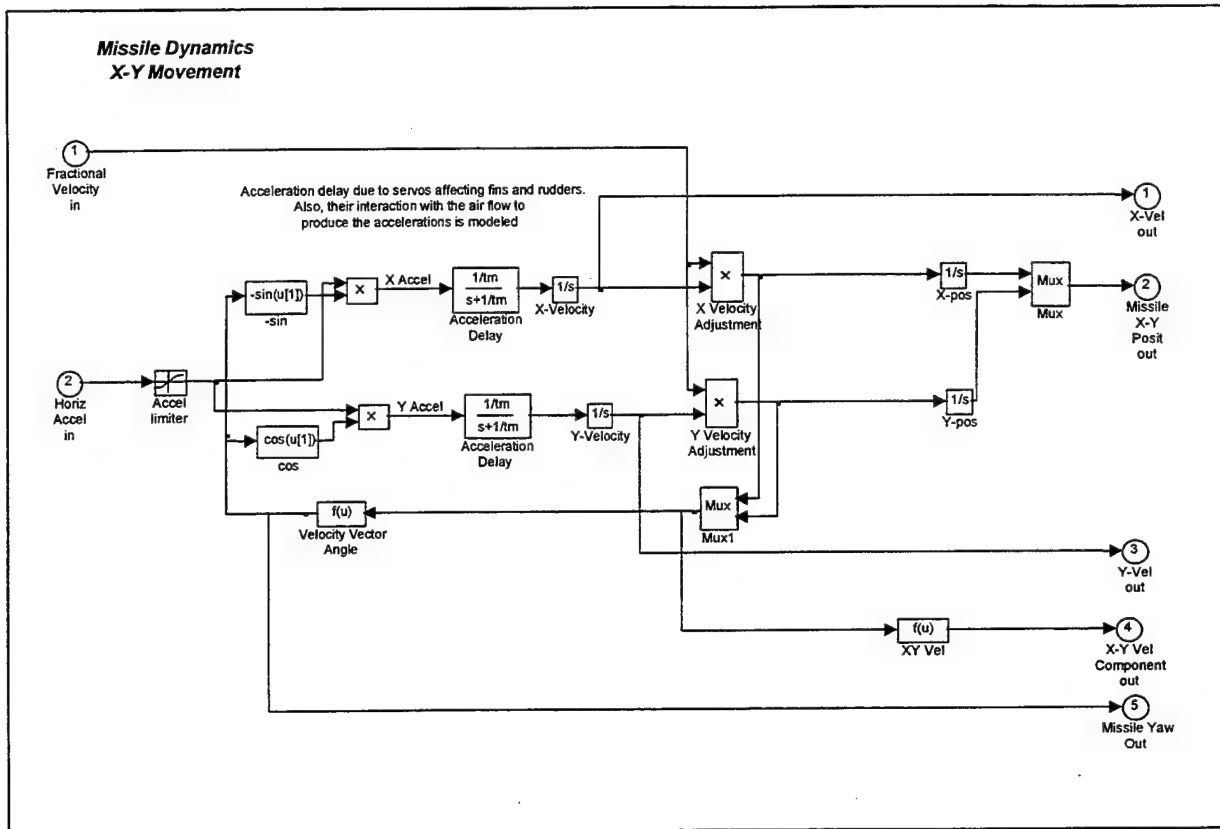 Missile Dynamics
X-Y Movement
1
Fractional
Velocity
in
Acceleration delay due to servos affecting fins and rudders.
Also, their interaction with the air flow to
produce the accelerations is modeled
1
X-Vel
out
-sin(u[1])
-sin
×
X Accel
1/tm
s+1/tm
Acceleration
Delay
1/s
X-Velocity
×
X Velocity
Adjustment
1/s
X-pos
Mux
Mux
2
Missile
X-Y
Posit
out
2
Horiz
Accel
in
Accel
limiter
cos(u[1])
cos
×
Y Accel
1/tm
s+1/tm
Acceleration
Delay
1/s
Y-Velocity
×
Y Velocity
Adjustment
1/s
Y-pos
f(u)
Velocity Vector
Angle
Mux
Mux1
3
Y-Vel
out
f(u)
XY Vel
4
X-Y Vel
Component
out
5
Missile Yaw
Out